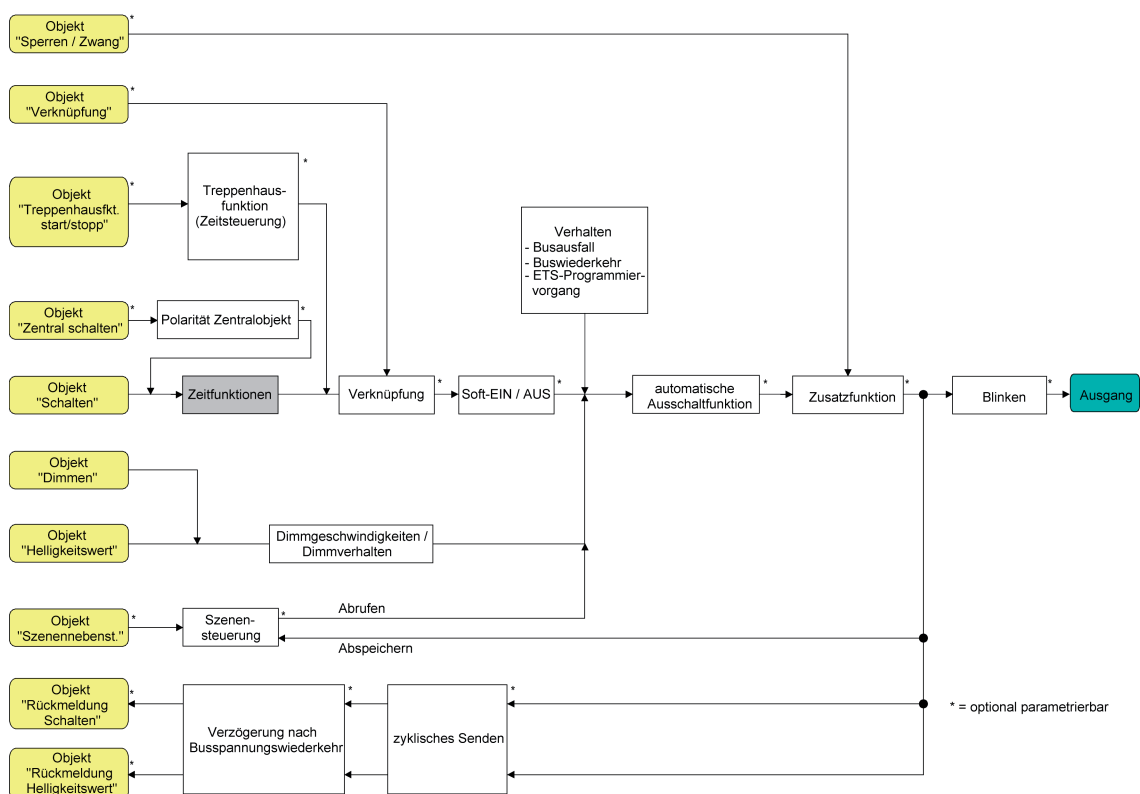 Objekt
"Sperren / Zwang"
*
Objekt
"Verknüpfung"
*
Objekt
"Treppenhausfkt.
start/stopp"
*
Treppenhaus-
funktion
(Zeitsteuerung)
*
Verhalten
- Busausfall
- Buswiederkehr
- ETS-Programmier-
vorgang
Objekt
"Zentral schalten"
*
Polarität Zentralobjekt
*
Objekt
"Schalten"
Zeitfunktionen
Verknüpfung
*
Soft-EIN / AUS
*
automatische
Ausschaltfunktion
*
Zusatzfunktion
*
Blinken
*
Ausgang
Objekt
"Dimmen"
Objekt
"Helligkeitswert"
Dimmgeschwindigkeiten /
Dimmverhalten
Objekt
"Szenennebenst."
*
Szenen-
steuerung
*
Abrufen
Abspeichern
Objekt
"Rückmeldung
Schalten"
*
Verzögerung nach
Busspannungswiederkehr
*
zyklisches Senden
*
* = optional parametrierbar
Objekt
"Rückmeldung
Helligkeitswert"
*